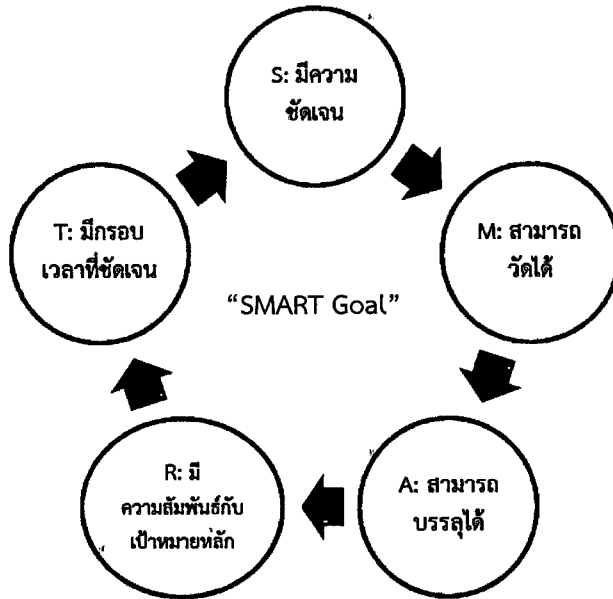 S: มีความ
ชัดเจน
M: สามารถ
วัดได้
A: สามารถ
บรรลุได้
R: มี
ความสัมพันธ์กับ
เป้าหมายหลัก
T: มีกรอบ
เวลาที่ชัดเจน
“SMART Goal”